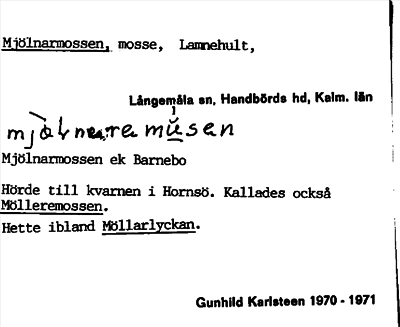 Mjölnarmossen, mosse, Lamnehult,
Långemåla sn, Handbörds hd, Kalm. län
mjàlnaremŭsen
Mjölnarmossen ek Barnebo
Hörde till kvarnen i Hornsö. Kallades också
Mölleremossen.
Hette ibland Möllarlyckan.
Gunhild Karlsteen 1970 - 1971